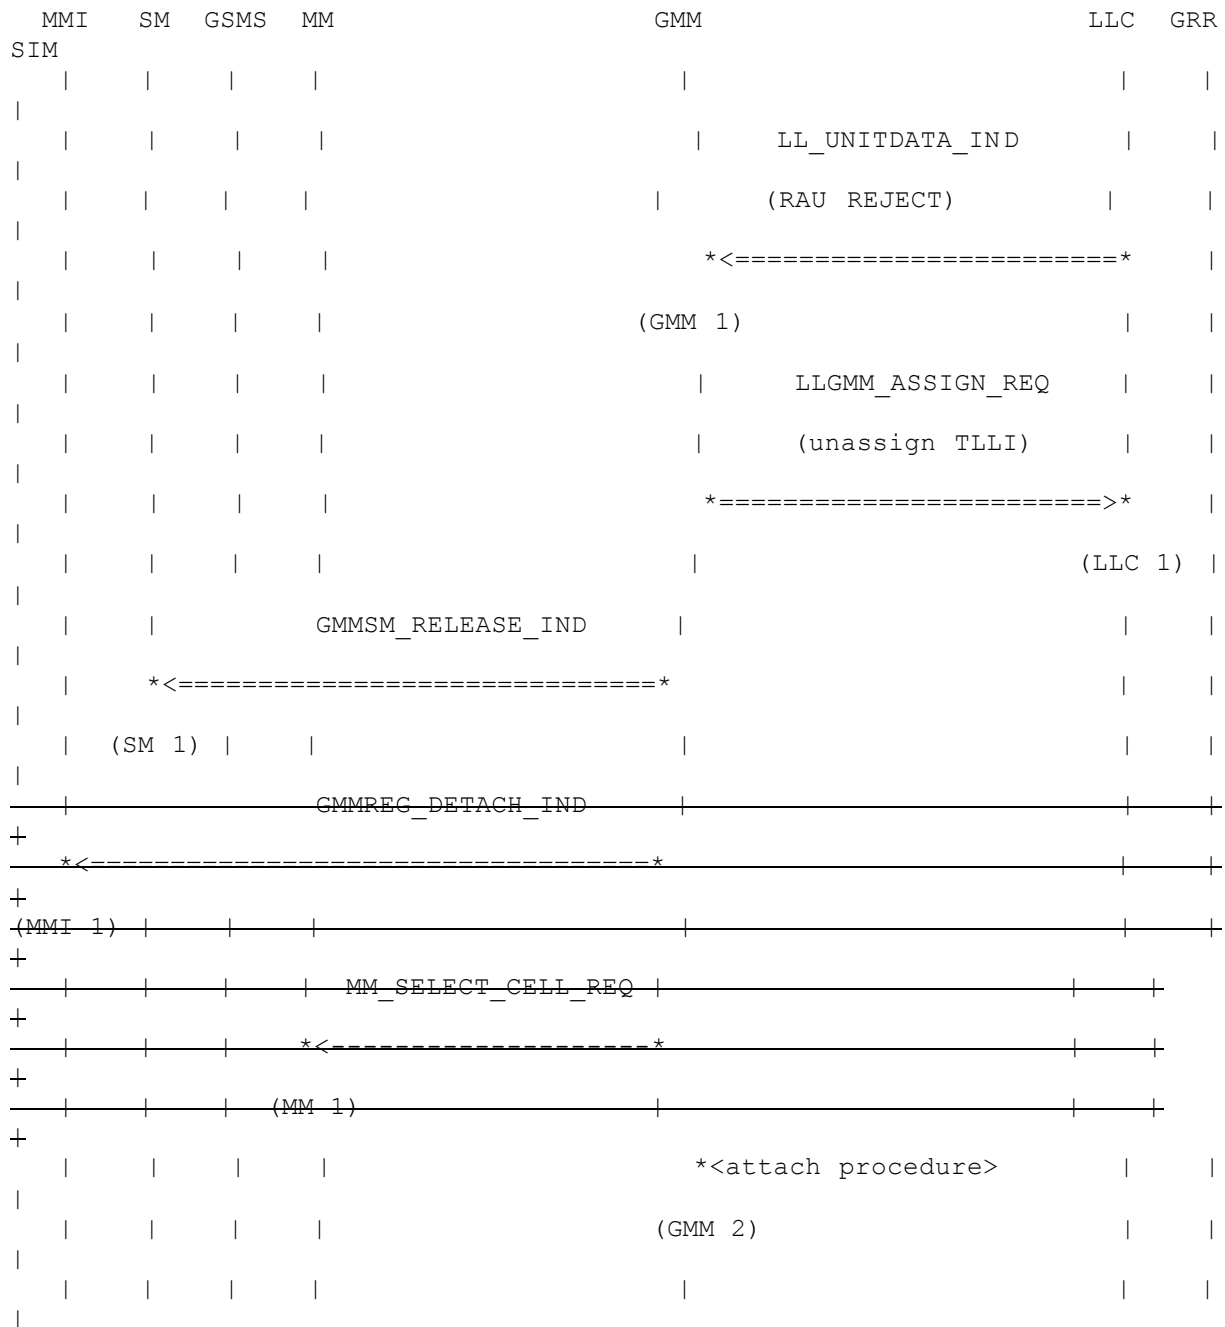 MMI SM GSMS MM GMM LLC GRR
SIM
| | | | | | |
|
| | | | | LL_UNITDATA_IND | |
|
| | | | | (RAU REJECT) | |
|
| | | | *<========================* |
|
| | | | (GMM 1) | |
|
| | | | | LLGMM_ASSIGN_REQ | |
|
| | | | | (unassign TLLI) | |
|
| | | | *========================>* |
|
| | | | | (LLC 1) |
|
| | GMMSM_RELEASE_IND | | |
|
| *<==============================* | |
|
| (SM 1) | | | | |
|
| GMMREG_DETACH_IND | | |
|
*<===================================* | |
|
(MMI 1) | | | | | |
|
| | | | MM_SELECT_CELL_REQ | | |
|
| | | *<--------------------* | |
|
| | | (MM 1) | | |
|
| | | | *<attach procedure> | |
|
| | | | (GMM 2) | |
|
| | | | | | |
|